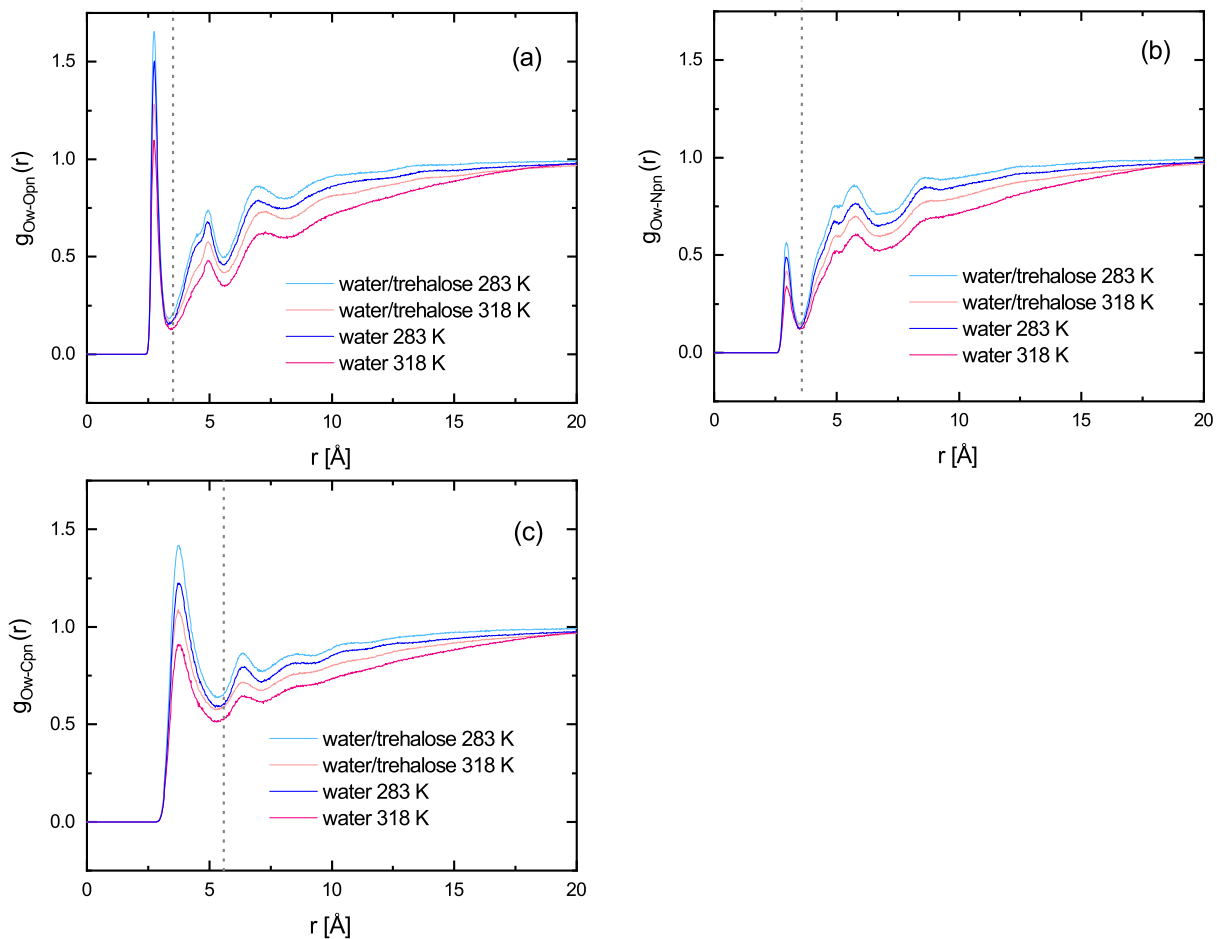 (a)
1.5
1.0
0.5
0.0
gOw-Opn (r)
water/trehalose 283 K
water/trehalose 318 K
water 283 K
water 318 K
0 5 10 15 20
r [Å]
(b)
1.5
1.0
0.5
0.0
gOw-Npn (r)
water/trehalose 283 K
water/trehalose 318 K
water 283 K
water 318 K
0 5 10 15 20
r [Å]
(c)
1.5
1.0
0.5
0.0
gOw-Cpn (r)
water/trehalose 283 K
water/trehalose 318 K
water 283 K
water 318 K
0 5 10 15 20
r [Å]